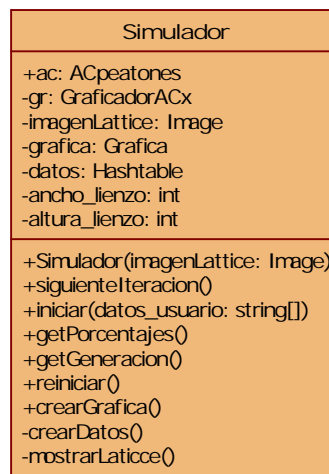 Simulador
+ac: ACpeatones
-gr: GraficadorACx
-imagenLattice: Image
-grafica: Grafica
-datos: Hashtable
-ancho_lienzo: int
-altura_lienzo: int
+Simulador(imagenLattice: Image)
+siguienteIteracion()
+iniciar(datos_usuario: string[])
+getPorcentajes()
+getGeneracion()
+reiniciar()
+crearGrafica()
-crearDatos()
-mostrarLaticce()